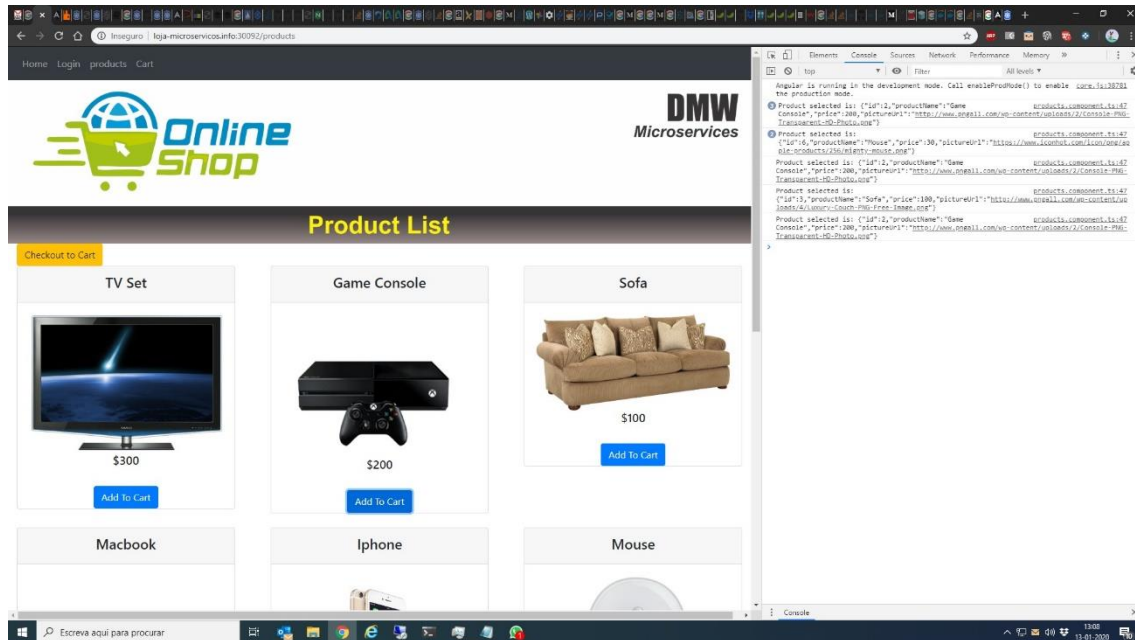 Inseguro | loja-microservicos.info:30092/products
Home Login products Cart
Online
Shop
DMW
Microservices
Product List
Checkout to Cart
TV Set
Game Console
Sofa
$300
$200
$100
Add To Cart
Add To Cart
Add To Cart
Macbook
Iphone
Mouse
Elements Console Sources Network Performance Memory
top
Filter
All levels
Angular is running in the development mode. Call enableProdMode() to enable core.js:38781
the production mode.
Product selected is: {"id":2,"productName":"Game products.component.ts:47
Console","price":200,"pictureUrl":"http://www.pngall.com/wp-content/uploads/2/Console-PNG-
Transparent-HD-Photo.png"}
Product selected is: products.component.ts:47
{"id":6,"productName":"Mouse","price":30,"pictureUrl":"https://www.iconhot.com/icon/png/ap
ple-products/256/mighty-mouse.png"}
Product selected is: {"id":2,"productName":"Game products.component.ts:47
Console","price":200,"pictureUrl":"http://www.pngall.com/wp-content/uploads/2/Console-PNG-
Transparent-HD-Photo.png"}
Product selected is: products.component.ts:47
{"id":3,"productName":"Sofa","price":100,"pictureUrl":"http://www.pngall.com/wp-content/up
loads/4/Luxury-Couch-PNG-Free-Image.png"}
Product selected is: {"id":2,"productName":"Game products.component.ts:47
Console","price":200,"pictureUrl":"http://www.pngall.com/wp-content/uploads/2/Console-PNG-
Transparent-HD-Photo.png"}
Console
Escreva aqui para procurar
13:08
13-01-2020